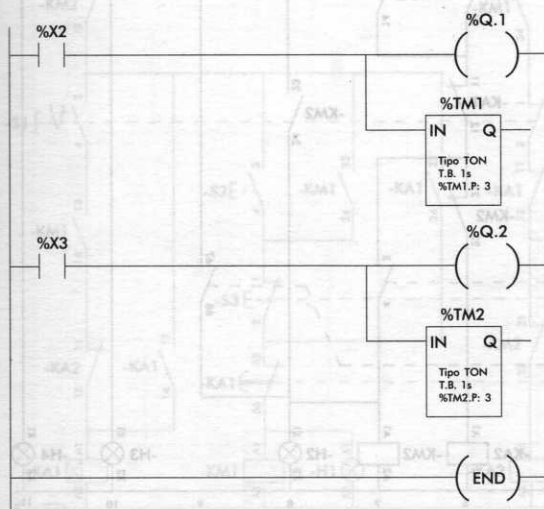 %Q.1
%X2
%TM1
IN Q
Tipo TON
T.B. 1s
%TM1.P: 3
%Q.2
%X3
%TM2
IN Q
Tipo TON
T.B. 1s
%TM2.P: 3
END